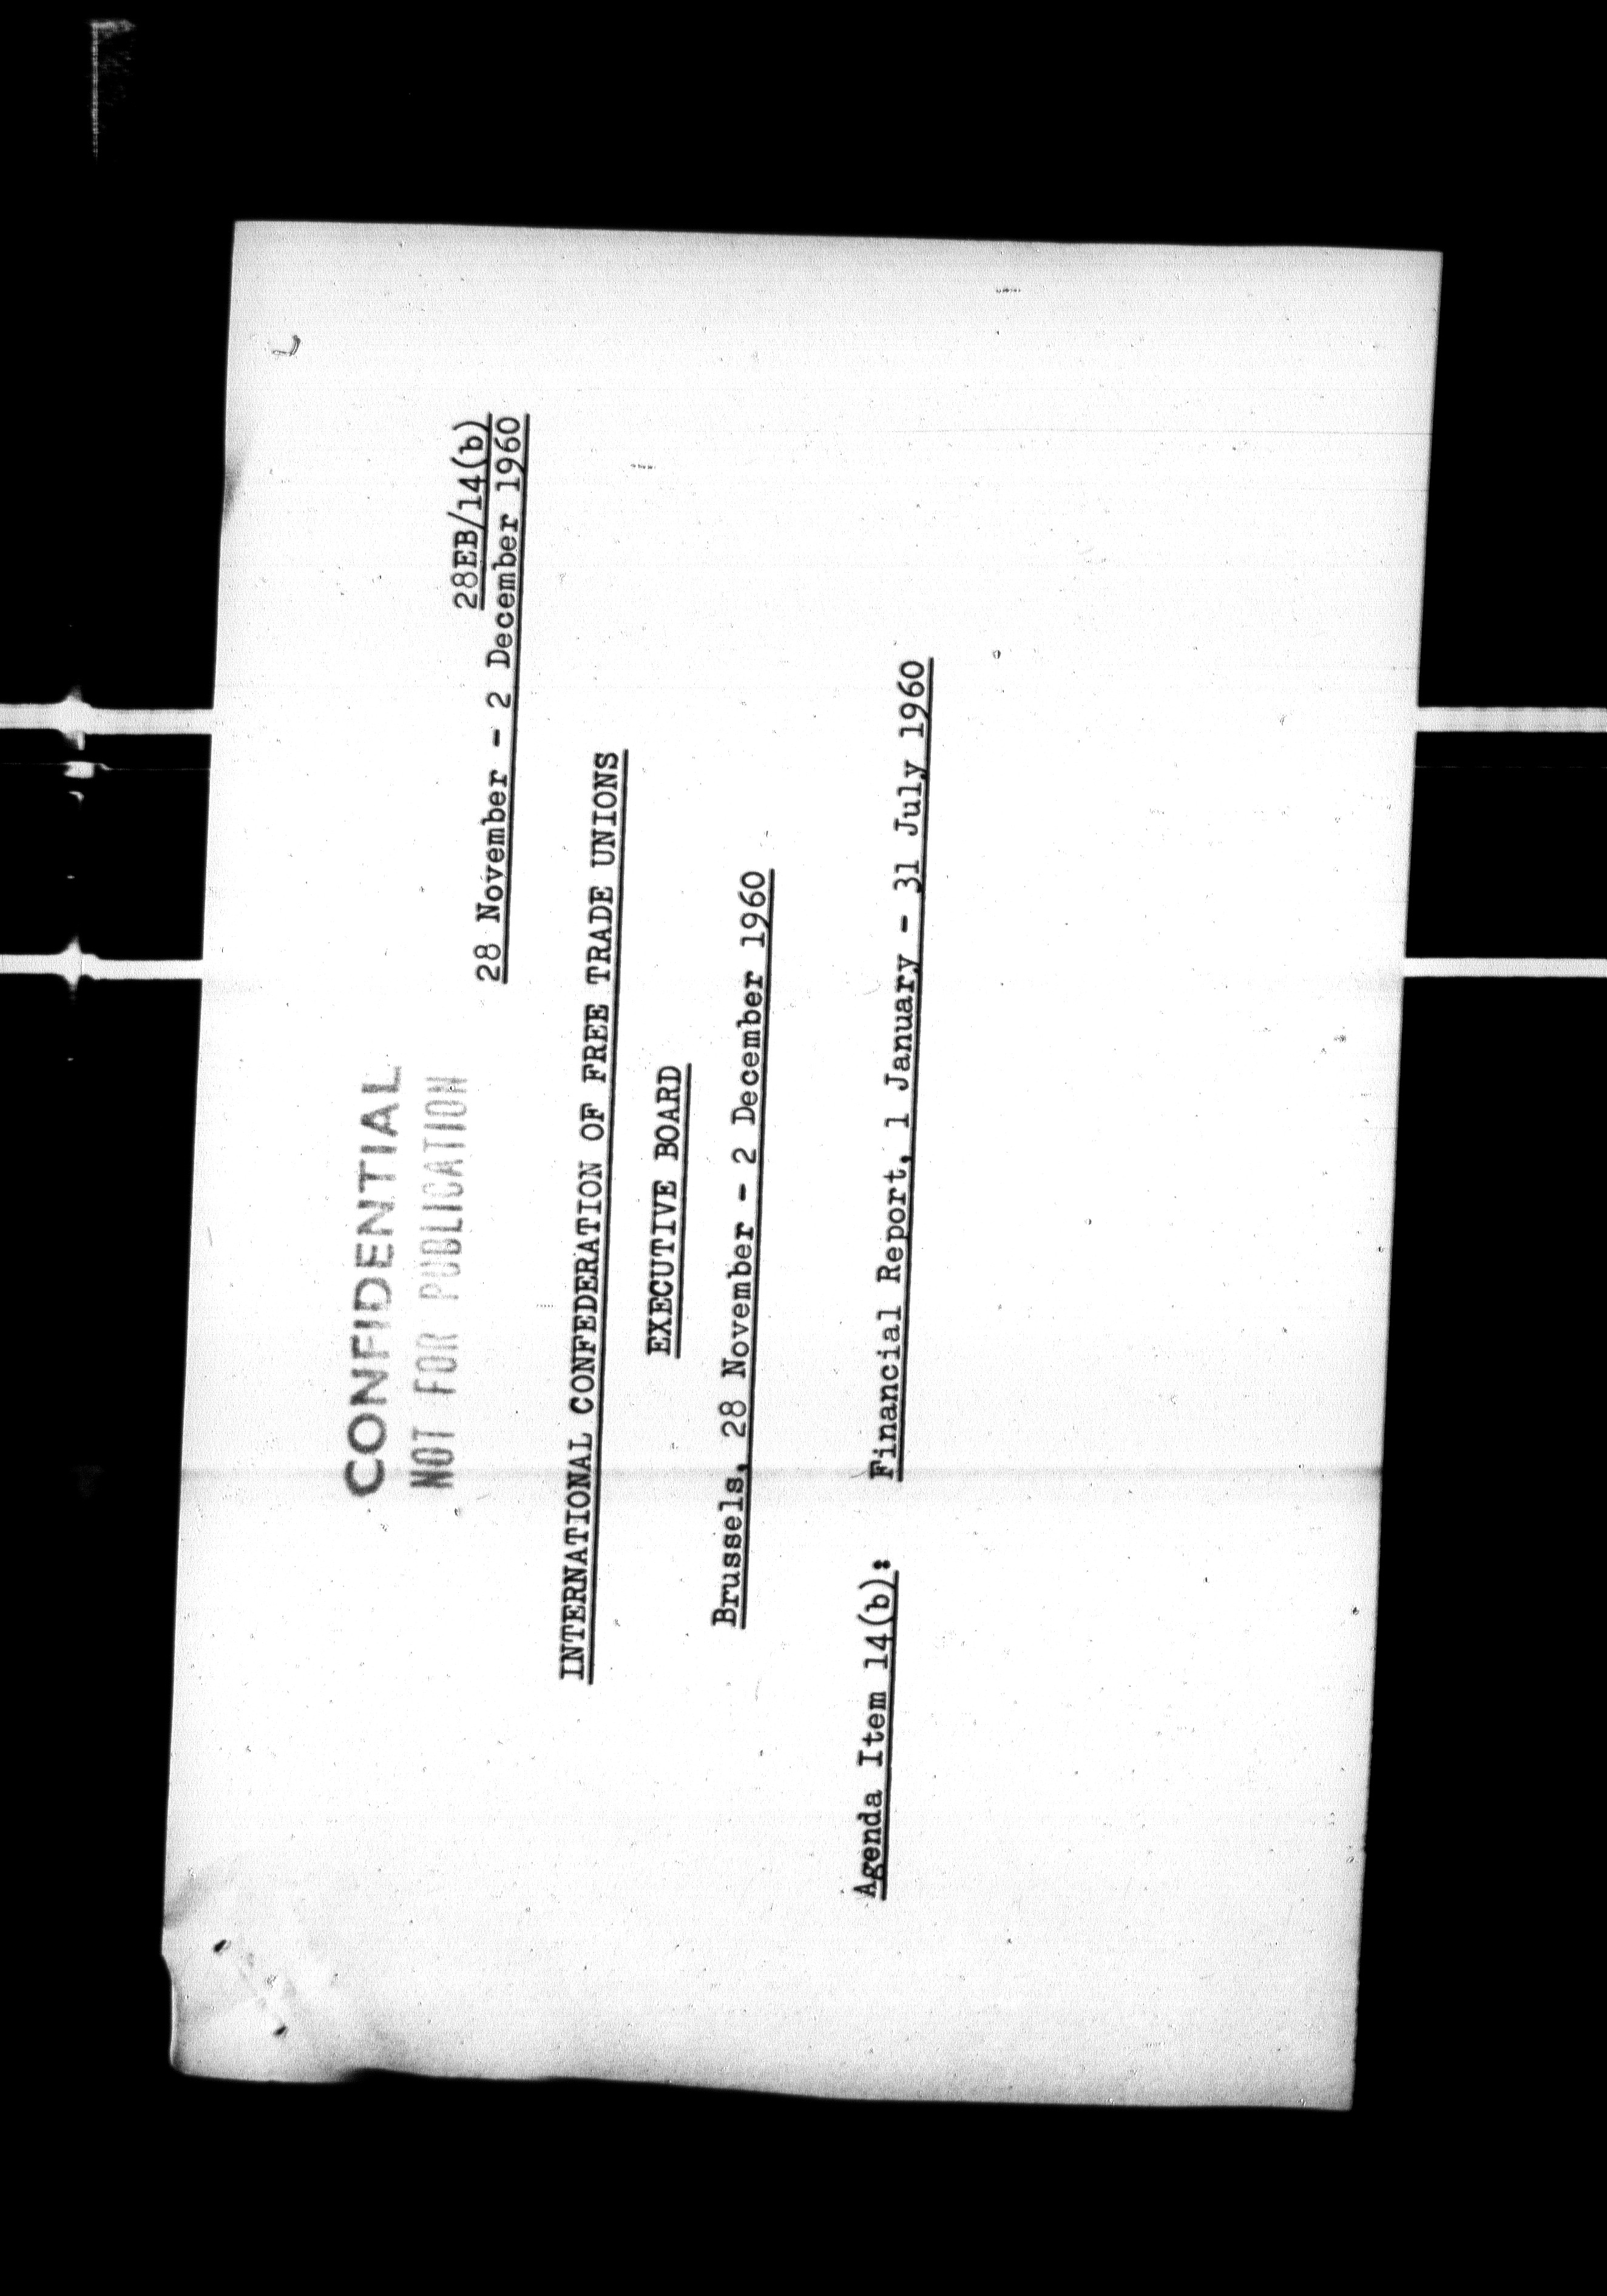 CONFIDENTIAL
NOT FOR PUBLICATION
28EB/14(b)
28 November - 2 December 1960
INTERNATIONAL CONFEDERATION OF FREE TRADE UNIONS
EXECUTIVE BOARD
Brussels, 28 November - 2 December 1960
Agenda Item 14(b): Financial Report, 1 January - 31 July 1960